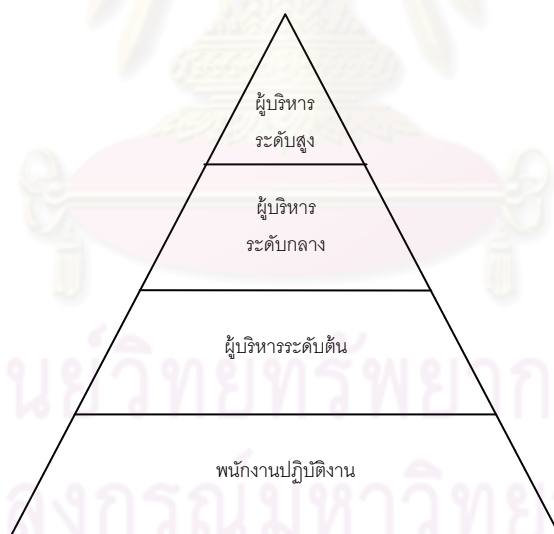 ผู้บริหาร
ระดับสูง
ผู้บริหาร
ระดับกลาง
ผู้บริหารระดับต้น
พนักงานปฏิบัติงาน